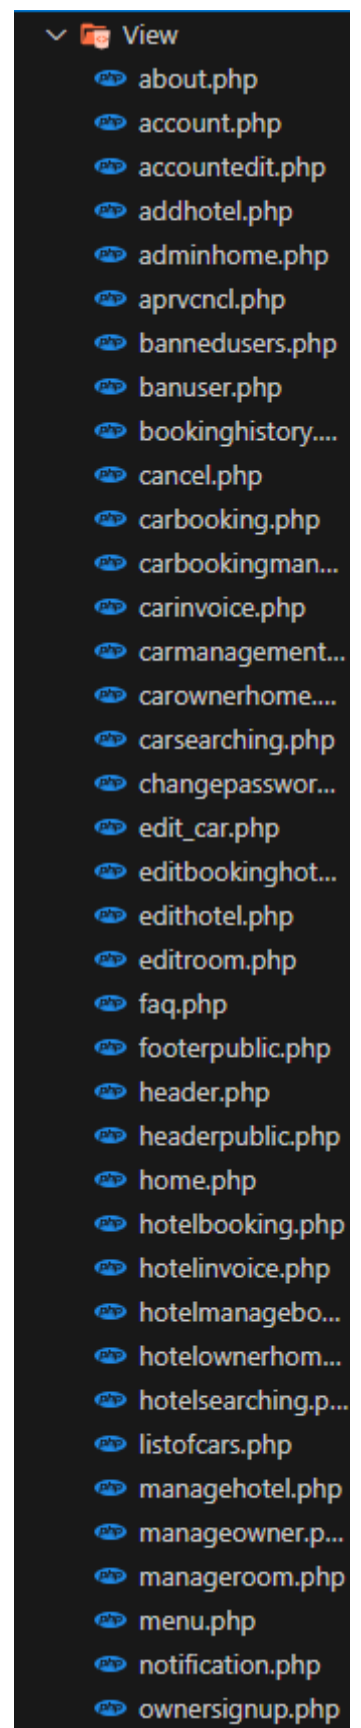 View
about.php
account.php
accountedit.php
addhotel.php
adminhome.php
aprvcncl.php
bannedusers.php
banuser.php
bookinghistory....
cancel.php
carbooking.php
carbookingman...
carinvoice.php
carmanagement...
carownerhome....
carsearching.php
changepasswor...
edit_car.php
editbookinghot...
edithotel.php
editroom.php
faq.php
footerpublic.php
header.php
headerpublic.php
home.php
hotelbooking.php
hotelinvoice.php
hotelmanagebo...
hotelownerhom...
hotelsearching.p...
listofcars.php
managehotel.php
manageowner.p...
manageroom.php
menu.php
notification.php
ownersignup.php